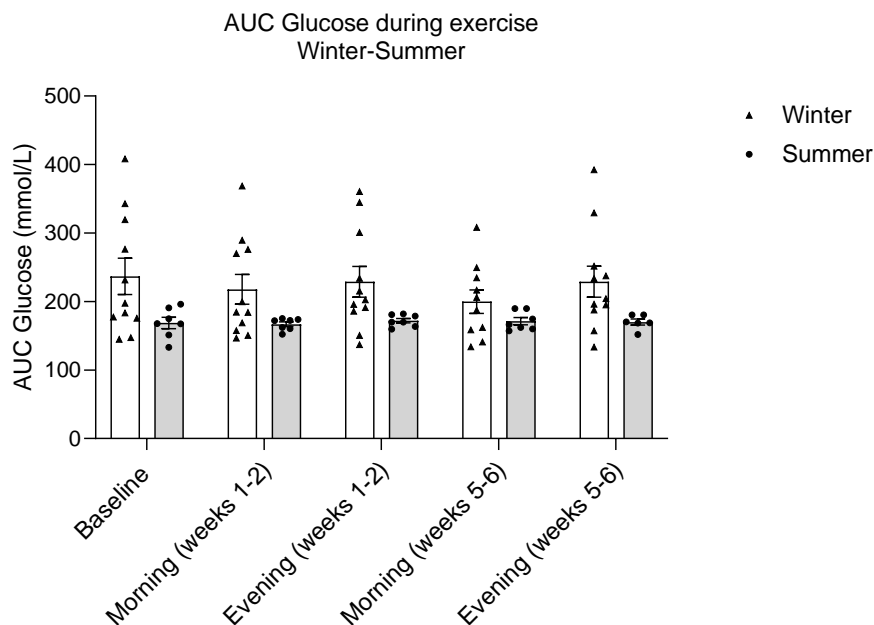 AUC Glucose during exercise
Winter-Summer
AUC Glucose (mmol/L)
500
400
300
200
100
0
Baseline
Morning (weeks 1-2)
Evening (weeks 1-2)
Morning (weeks 5-6)
Evening (weeks 5-6)
Winter
Summer